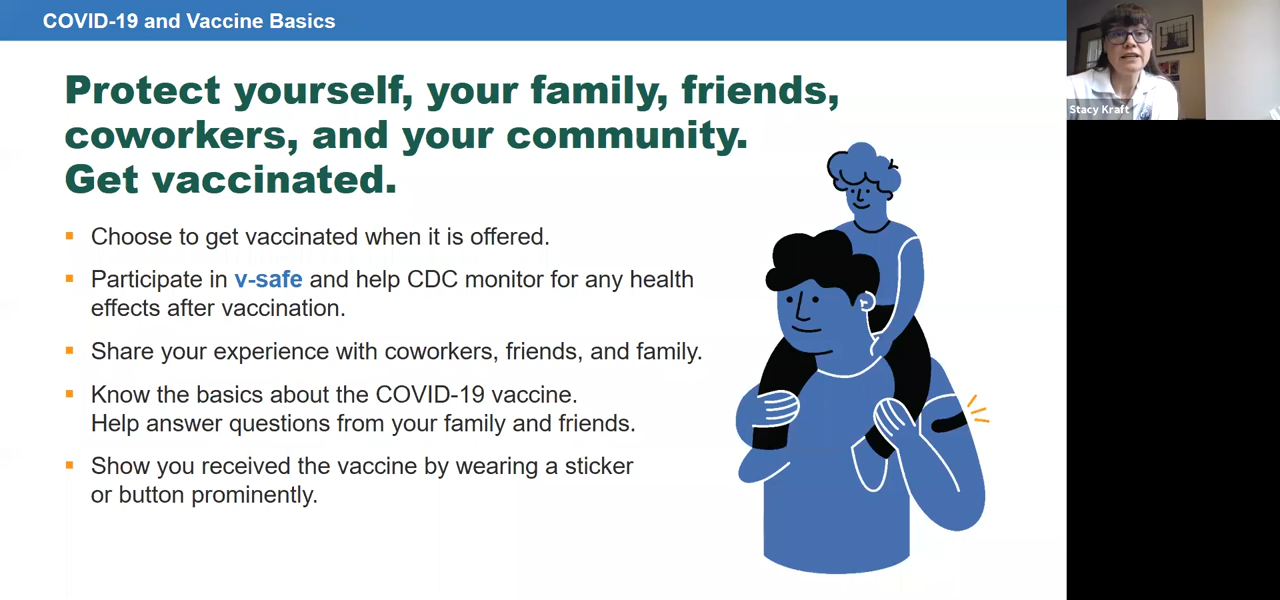 COVID-19 and Vaccine Basics
Protect yourself, your family, friends,
coworkers, and your community.
Get vaccinated.
Choose to get vaccinated when it is offered.
Participate in v-safe and help CDC monitor for any health
effects after vaccination.
Share your experience with coworkers, friends, and family.
Know the basics about the COVID-19 vaccine.
Help answer questions from your family and friends.
Show you received the vaccine by wearing a sticker
or button prominently.
Stacy Kraft